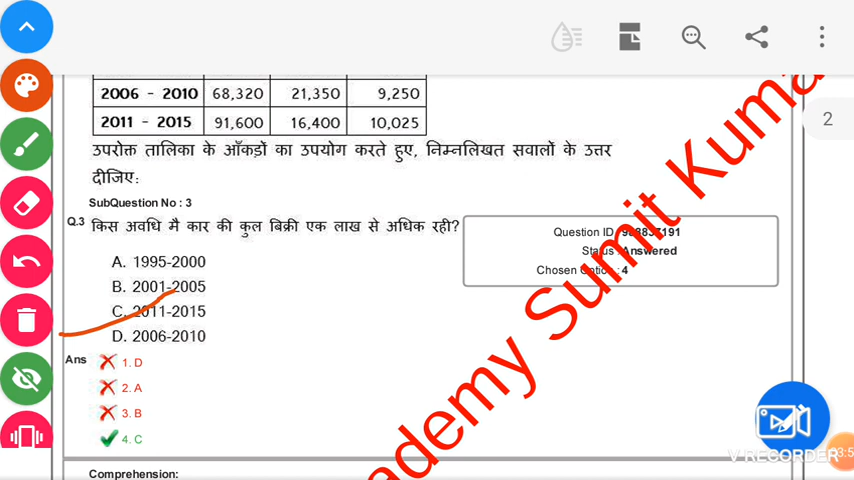 2
2006 - 2010 68,320 21,350 9,250
2011 - 2015 91,600 16,400 10,025
उपरोक्त तालिका के आँकड़ों का उपयोग करते हुए, निम्नलिखत सवालों के उत्तर
दीजिए:
SubQuestion No : 3
Q.3 किस अवधि मै कार की कुल बिक्री एक लाख से अधिक रही?
Question ID : 988837191
Status : Answered
Chosen Option : 4
A. 1995-2000
B. 2001-2005
C. 2011-2015
D. 2006-2010
Ans 1. D
2. A
3. B
4. C
Comprehension:
ademy Sumit Kuma
V RECORDER